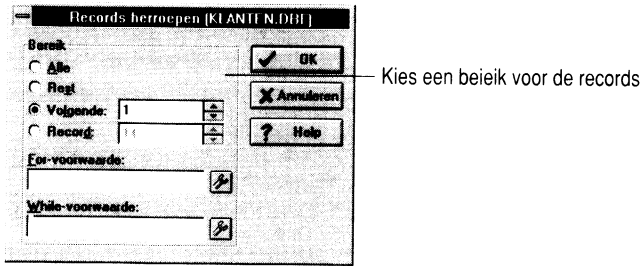 Records herroepen (KLANTEN.DBF)
Bereik
Alle
Rest
Volgende: 1
Record: 14
For-voorwaarde:
While-voorwaarde:
OK
Annuleren
Help
Kies een beieik voor de records